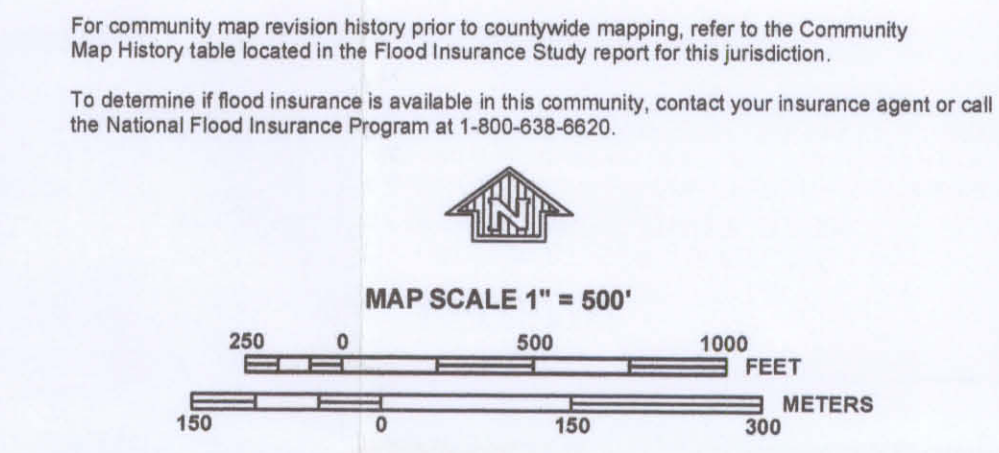 For community map revision history prior to countywide mapping, refer to the Community
Map History table located in the Flood Insurance Study report for this jurisdiction.
To determine if flood insurance is available in this community, contact your insurance agent or call
the National Flood Insurance Program at 1-800-638-6620.
N
MAP SCALE 1" = 500'
250 0 500 1000
FEET
METERS
150 0 150 300